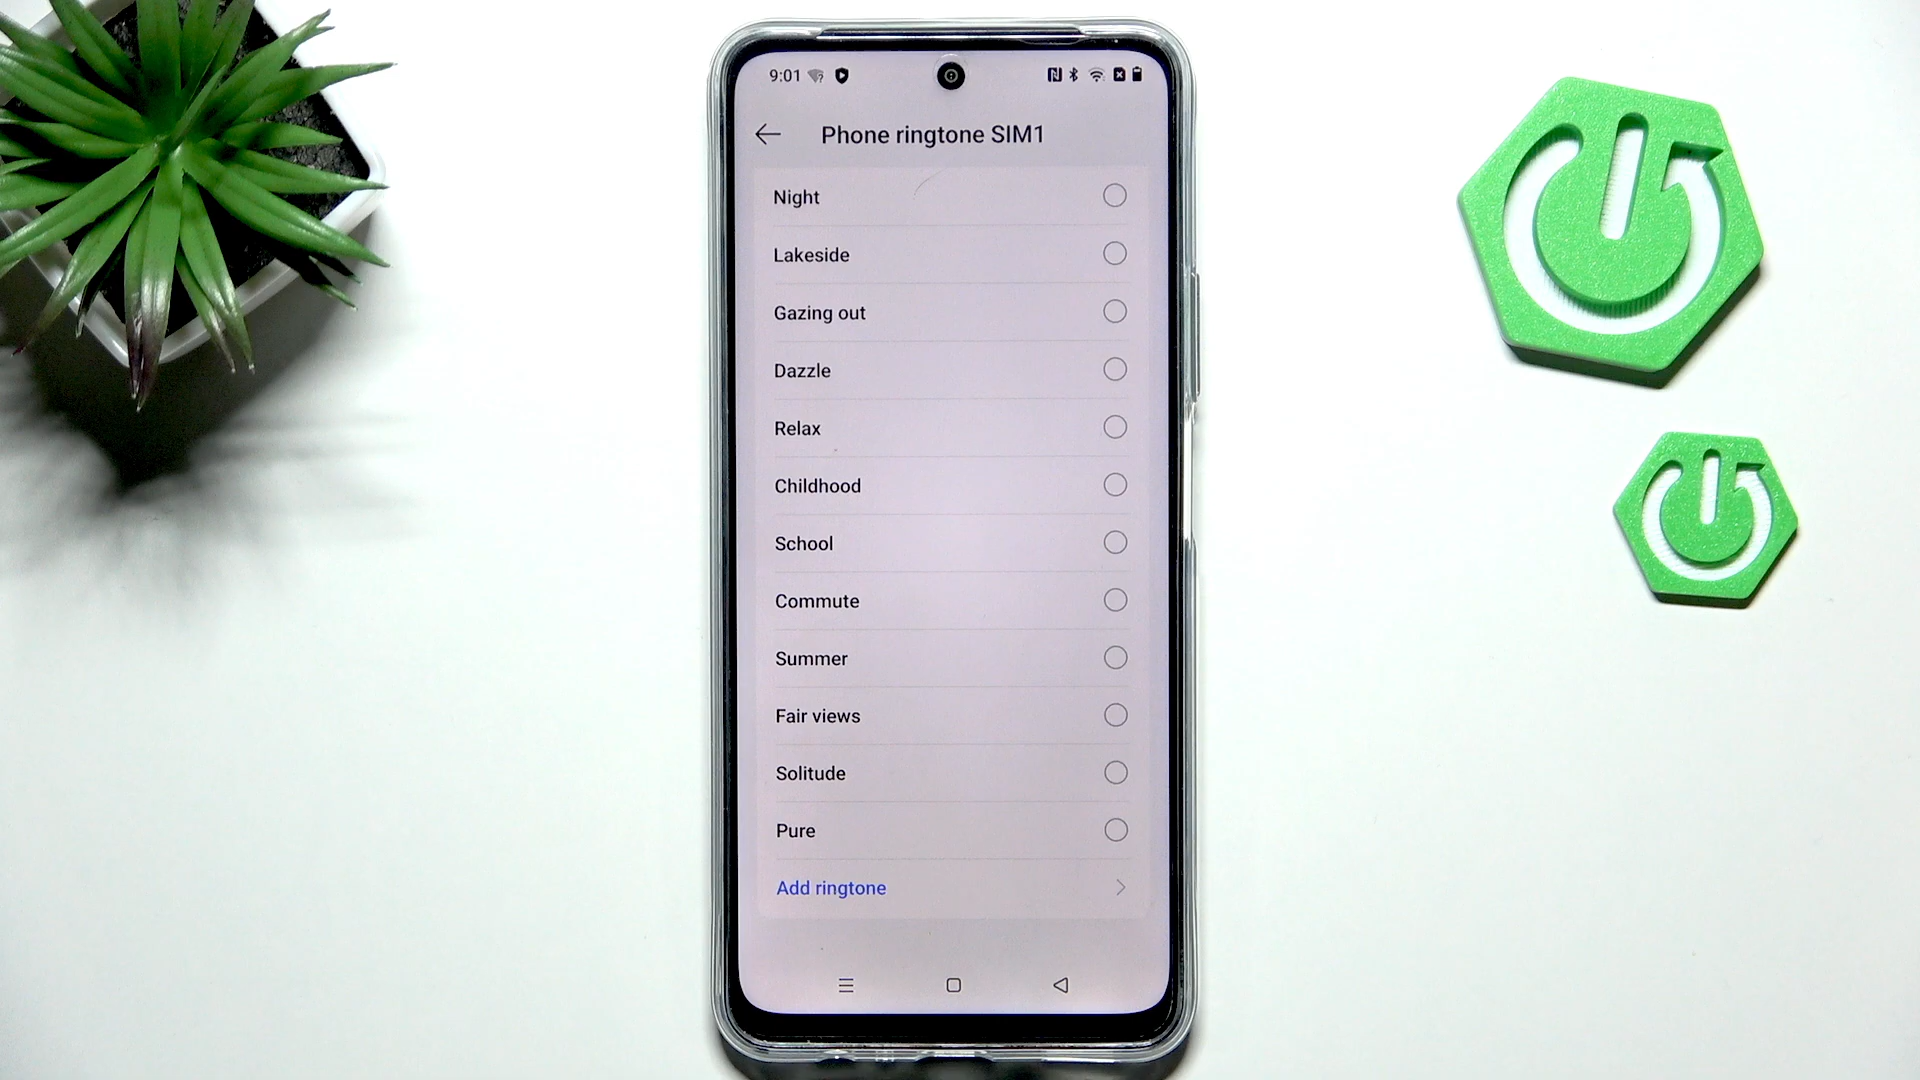 9:01
Phone ringtone SIM1
Night
Lakeside
Gazing out
Dazzle
Relax
Childhood
School
Commute
Summer
Fair views
Solitude
Pure
Add ringtone